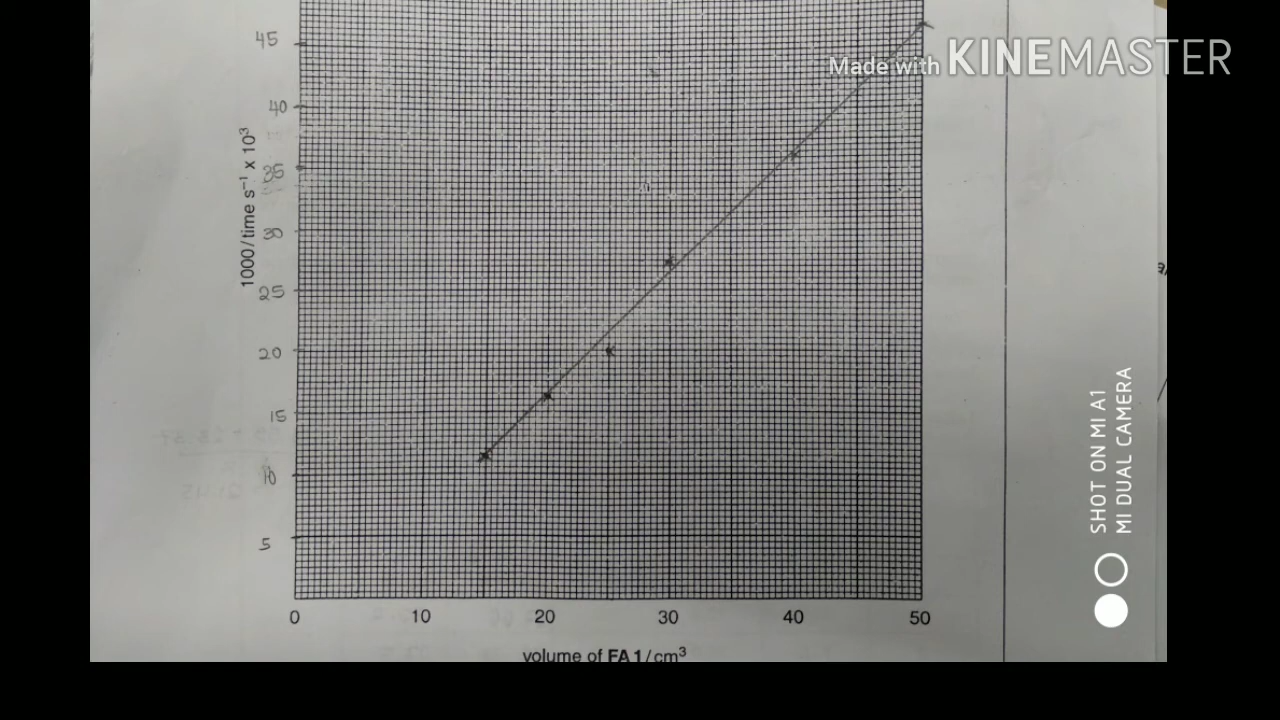 45
Made with KINEMASTER
40
35
30
25
20
15
10
5
1000/time s⁻¹ x 10³
0 10 20 30 40 50
volume of FA 1/cm³
SHOT ON MI A1
MI DUAL CAMERA